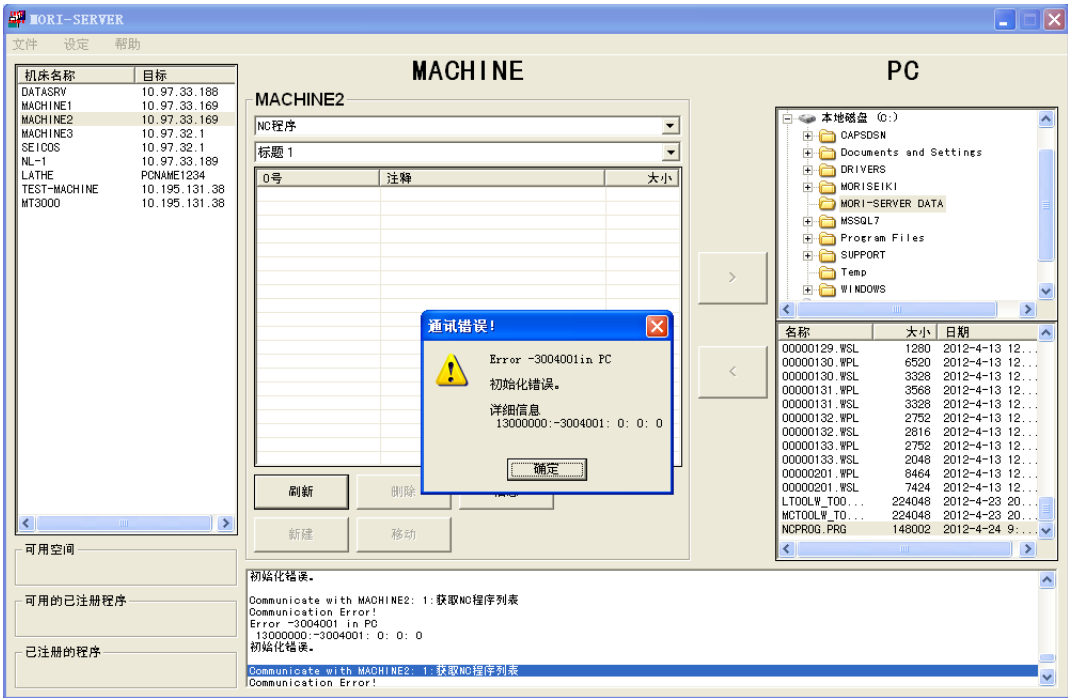 MORI-SERVER
文件 设定 帮助
MACHINE
PC
机床名称 目标
DATASRV 10.97.33.188
MACHINE1 10.97.33.169
MACHINE2 10.97.33.169
MACHINE3 10.97.32.1
SEICOS 10.97.32.1
NL-1 10.97.33.189
LATHE PCNAME1234
TEST-MACHINE 10.195.131.38
MT3000 10.195.131.38
可用空间
可用的已注册程序
已注册的程序
MACHINE2
NC程序
标题 1
O号 注释 大小
刷新 删除
新建 移动
>
<
通讯错误!
Error -3004001in PC
初始化错误。
详细信息
13000000:-3004001: 0: 0: 0
确定
本地磁盘 (C:)
CAPSDSN
Documents and Settings
DRIVERS
MORISEIKI
MORI-SERVER DATA
MSSQL7
Program Files
SUPPORT
Temp
WINDOWS
名称 大小 日期
00000129.WSL 1280 2012-4-13 12...
00000130.WPL 6520 2012-4-13 12...
00000130.WSL 3328 2012-4-13 12...
00000131.WPL 3568 2012-4-13 12...
00000131.WSL 3328 2012-4-13 12...
00000132.WPL 2752 2012-4-13 12...
00000132.WSL 2816 2012-4-13 12...
00000133.WPL 2752 2012-4-13 12...
00000133.WSL 2048 2012-4-13 12...
00000201.WPL 8464 2012-4-13 12...
00000201.WSL 7424 2012-4-13 12...
LTOOLW_TOO... 224048 2012-4-23 20...
MCTOOLW_TO... 224048 2012-4-23 20...
NCPROG.PRG 148002 2012-4-24 9:...
初始化错误。
Communicate with MACHINE2: 1:获取NC程序列表
Communication Error!
Error -3004001 in PC
13000000:-3004001: 0: 0: 0
初始化错误。
Communicate with MACHINE2: 1:获取NC程序列表
Communication Error!